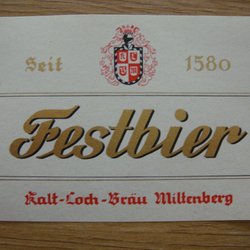 Seit 1580
Festbier
Kalt-Loch-Bräu Miltenberg